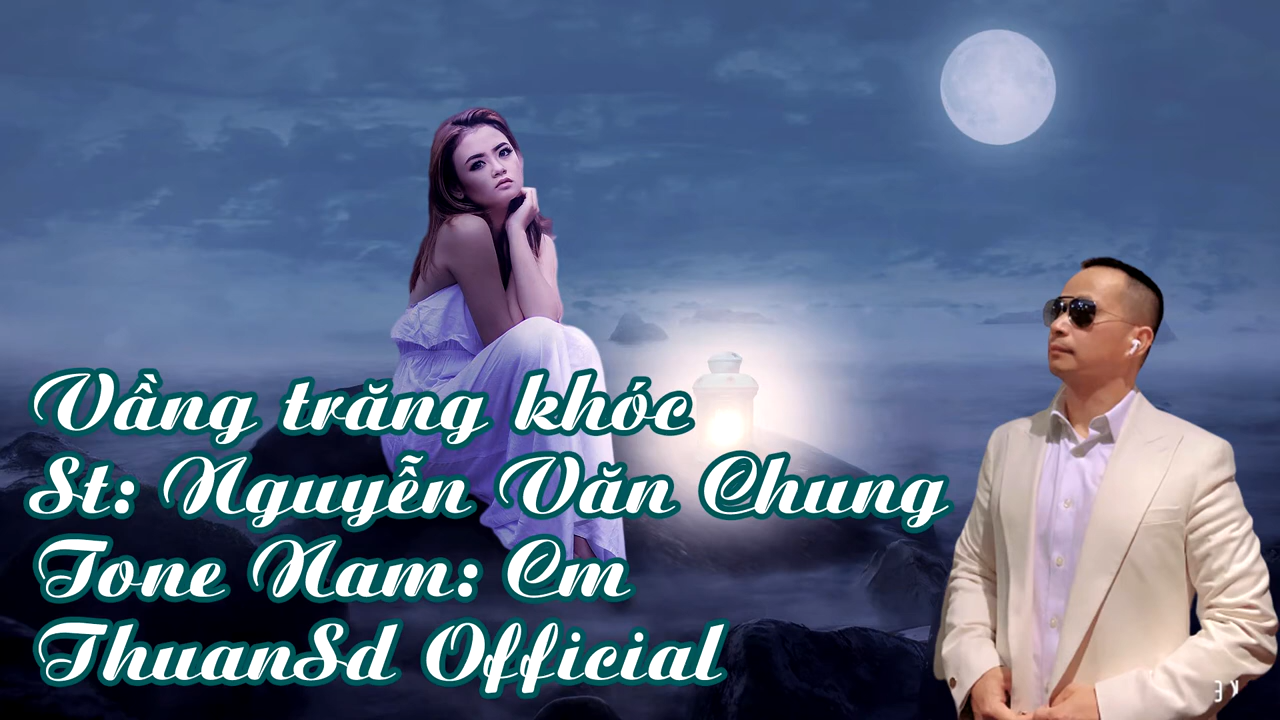 Vầng trăng khóc
St: Nguyễn Văn Chung
Tone Nam: Cm
ThuanSd Official